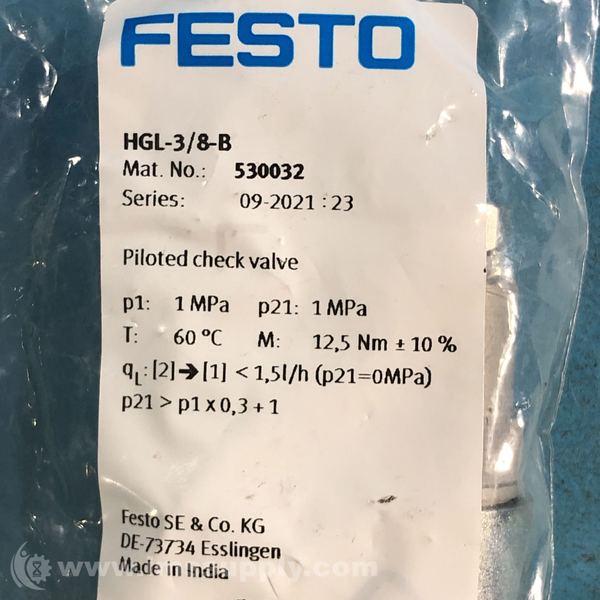 FESTO
HGL-3/8-B
Mat. No.: 530032
Series: 09-2021 : 23
Piloted check valve
p1: 1 MPa p21: 1 MPa
T: 60 °C M: 12,5 Nm ± 10 %
qL: [2]➔[1] < 1,5l/h (p21=0MPa)
p21 > p1 x 0,3 + 1
Festo SE & Co. KG
DE-73734 Esslingen
Made in India